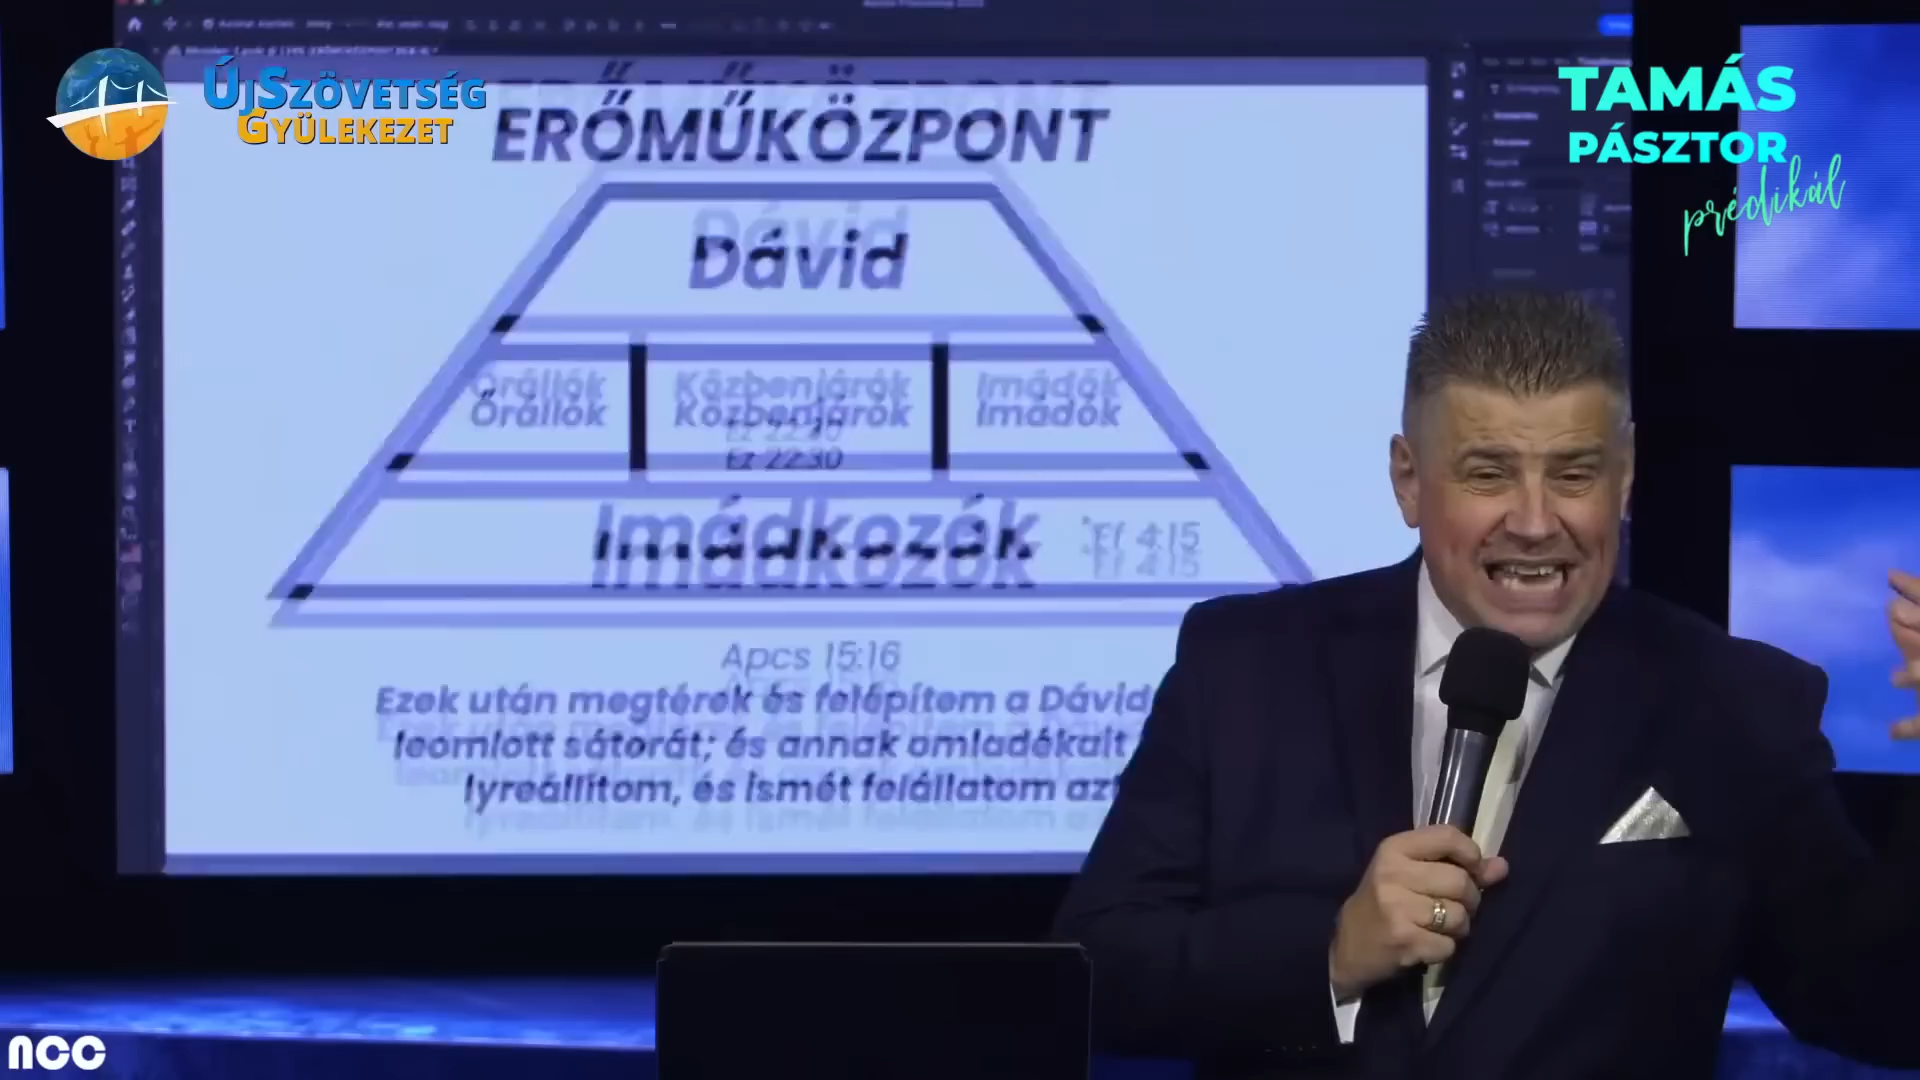 ÚJSZÖVETSÉG
GYÜLEKEZET
TAMÁS
PÁSZTOR
prédikál
ERŐMŰKÖZPONT
Dávid
Őrállók
Közbenjárók
Imádók
Ez 22:30
Imádkozók
*Ef 4:15
Apcs 15:16
Ezek után megtérek és felépítem a Dávid
leomlott sátorát; és annak omladékait
lyreállítom, és ismét felállatom azt
ncc